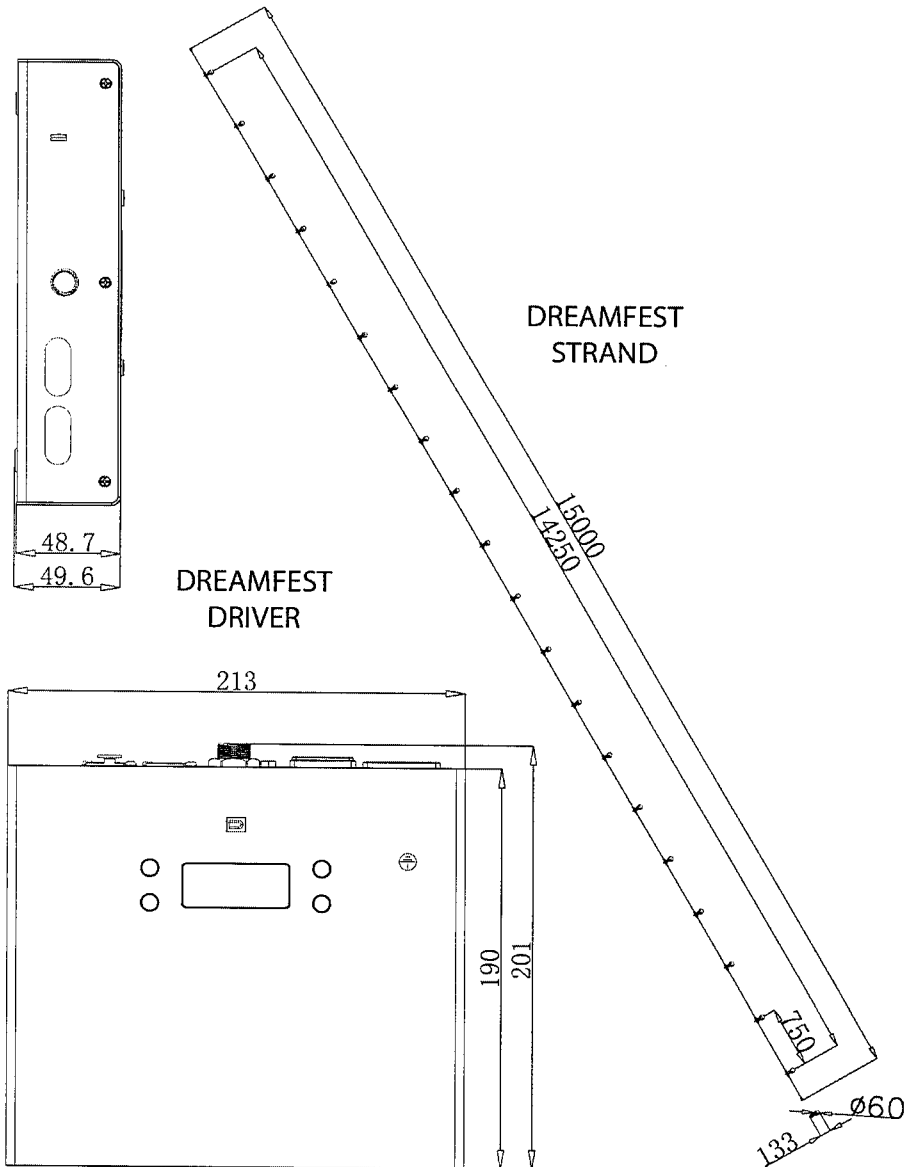 DREAMFEST
STRAND
15000
14250
48.7
49.6
DREAMFEST
DRIVER
213
190
201
750
Ø60
133